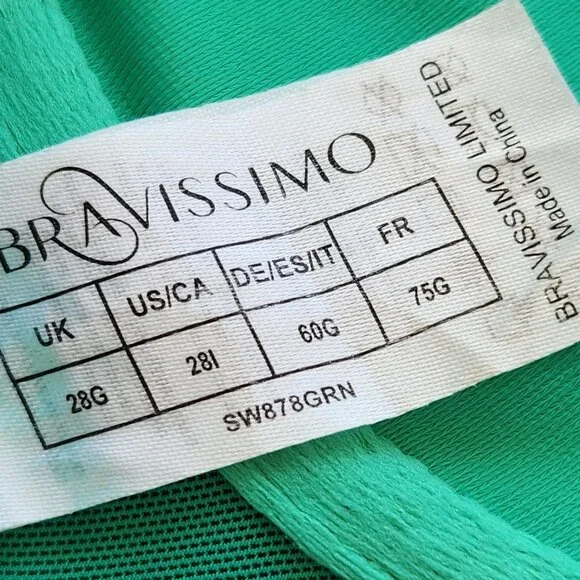 BRAVISSIMO
UK US/CA DE/ES/IT FR
28G 28I 60G 75G
SW878GRN
BRAVISSIMO LIMITED
Made in China